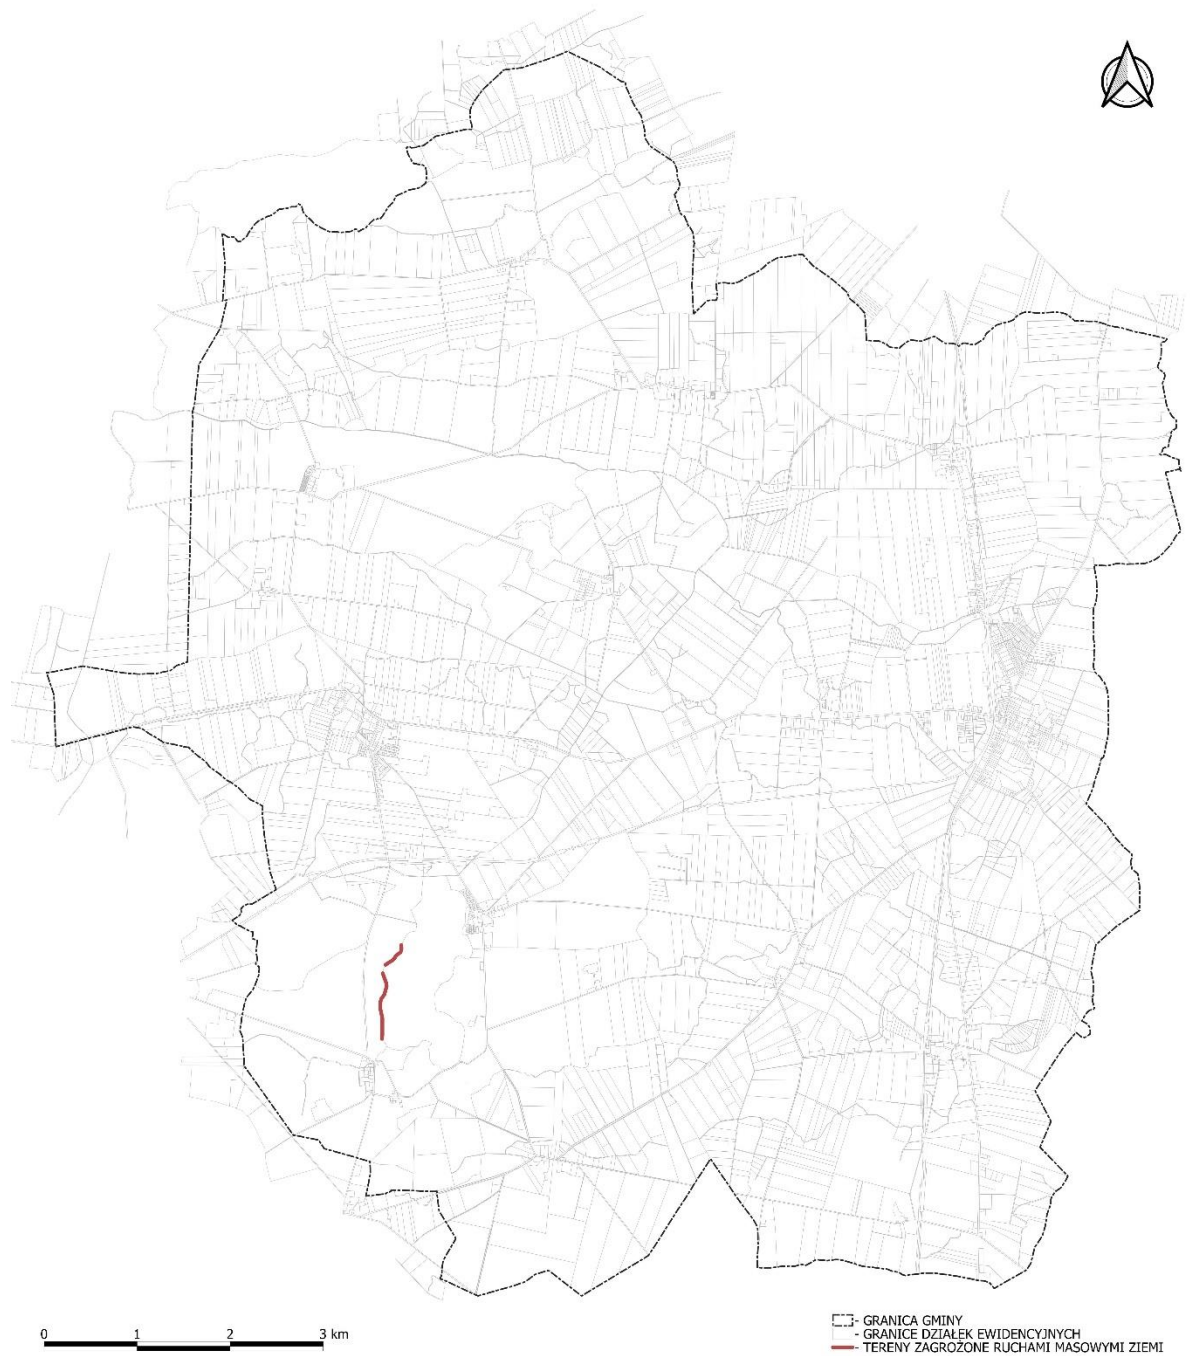 0 1 2 3 km
- GRANICA GMINY
- GRANICE DZIAŁEK EWIDENCYJNYCH
- TERENY ZAGROŻONE RUCHAMI MASOWYMI ZIEMI